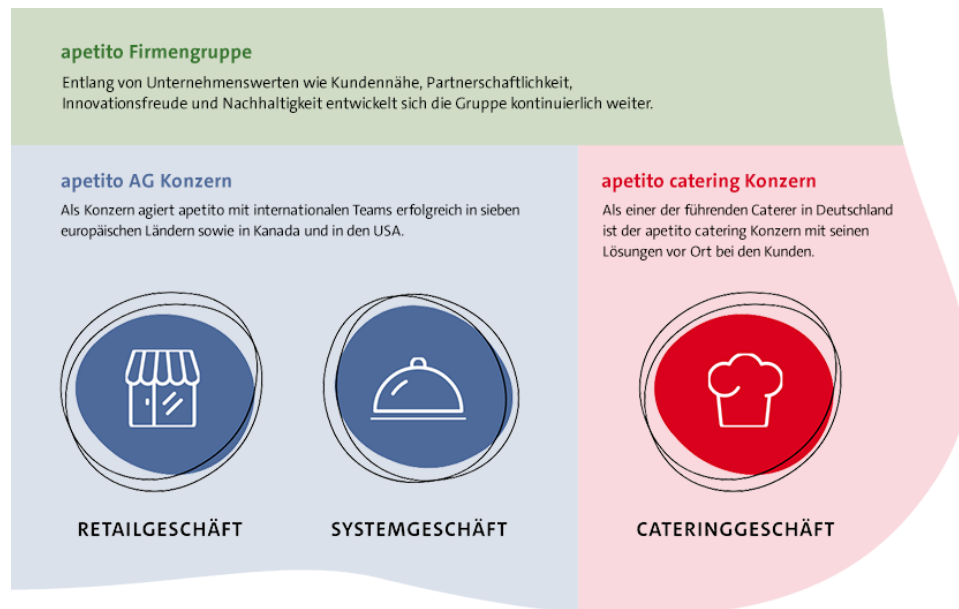 apetito Firmengruppe
Entlang von Unternehmenswerten wie Kundennähe, Partnerschaftlichkeit,
Innovationsfreude und Nachhaltigkeit entwickelt sich die Gruppe kontinuierlich weiter.
apetito AG Konzern
Als Konzern agiert apetito mit internationalen Teams erfolgreich in sieben
europäischen Ländern sowie in Kanada und in den USA.
RETAILGESCHÄFT
SYSTEMGESCHÄFT
apetito catering Konzern
Als einer der führenden Caterer in Deutschland
ist der apetito catering Konzern mit seinen
Lösungen vor Ort bei den Kunden.
CATERINGGESCHÄFT